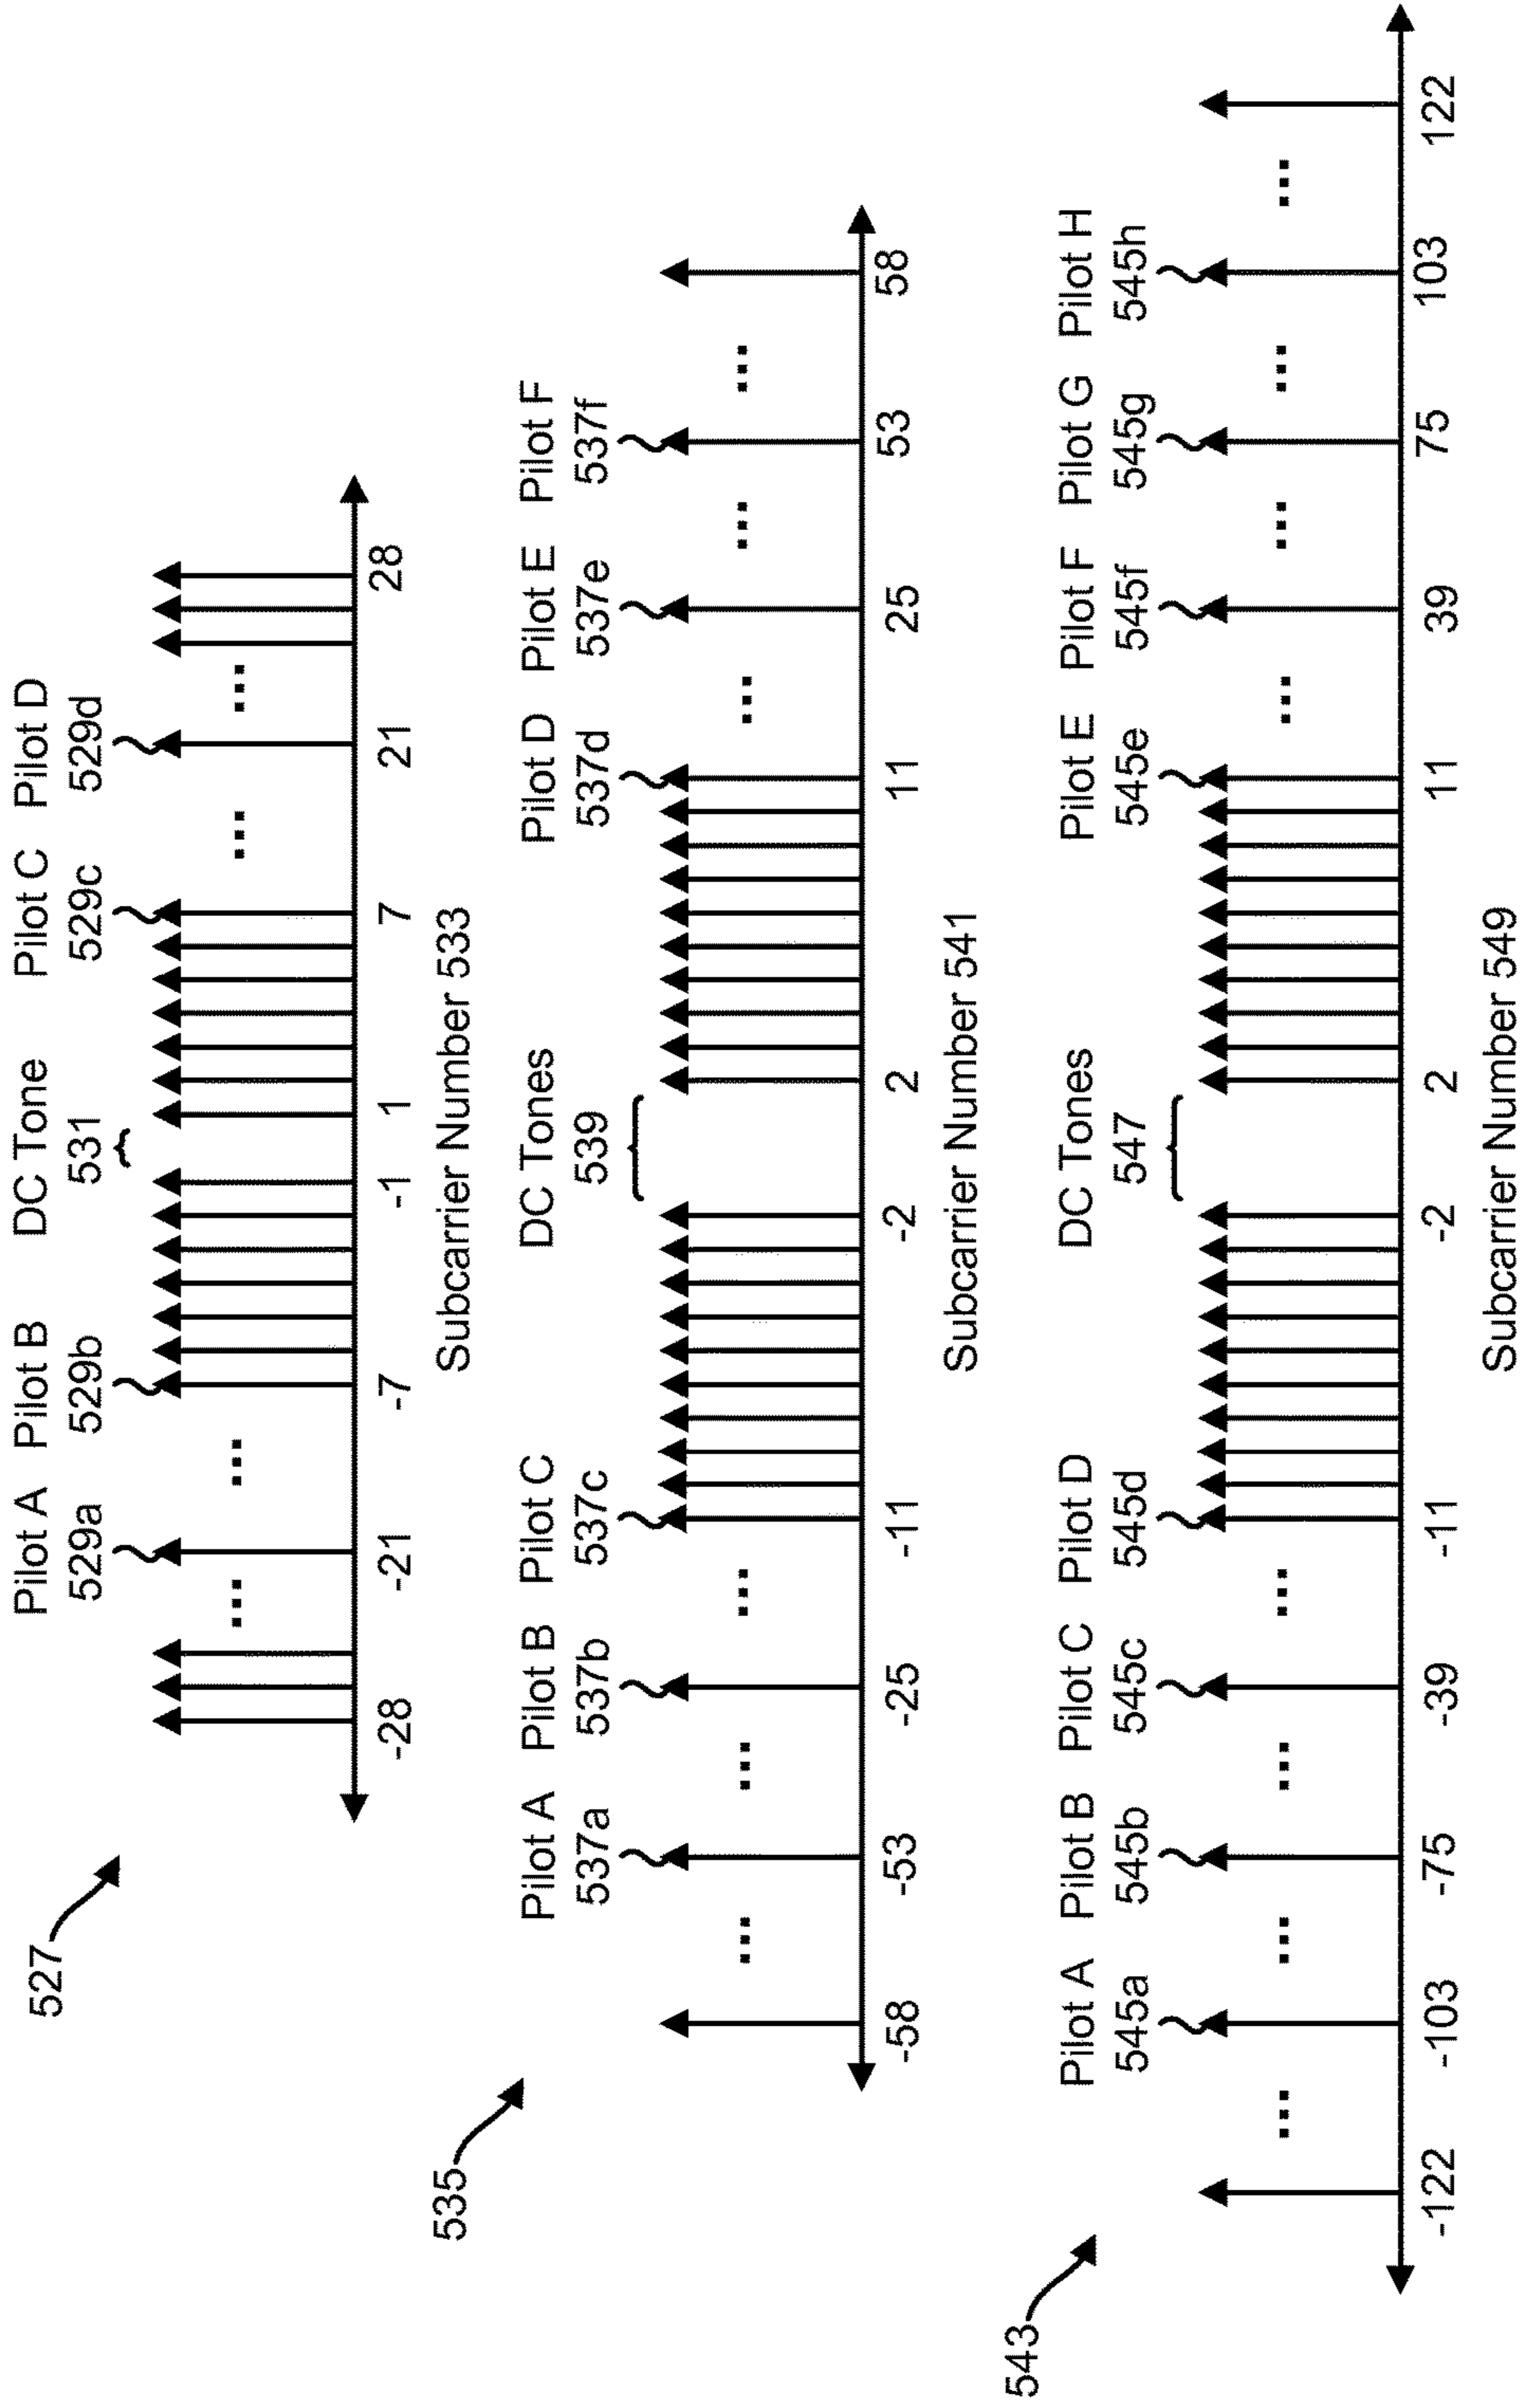 527
Pilot A Pilot B DC Tone Pilot C Pilot D
529a 529b 531 529c 529d
...
...
...
...
-28 -21 -7 -1 1 7 21 28
Subcarrier Number 533
535
Pilot A Pilot B Pilot C DC Tones Pilot D Pilot E Pilot F
537a 537b 537c 539 537d 537e 537f
...
...
...
...
...
...
-58 -53 -25 -11 -2 2 11 25 53 58
Subcarrier Number 541
543
Pilot A Pilot B Pilot C Pilot D DC Tones Pilot E Pilot F Pilot G Pilot H
545a 545b 545c 545d 547 545e 545f 545g 545h
...
...
...
...
...
...
...
...
-122 -103 -75 -39 -11 -2 2 11 39 75 103 122
Subcarrier Number 549